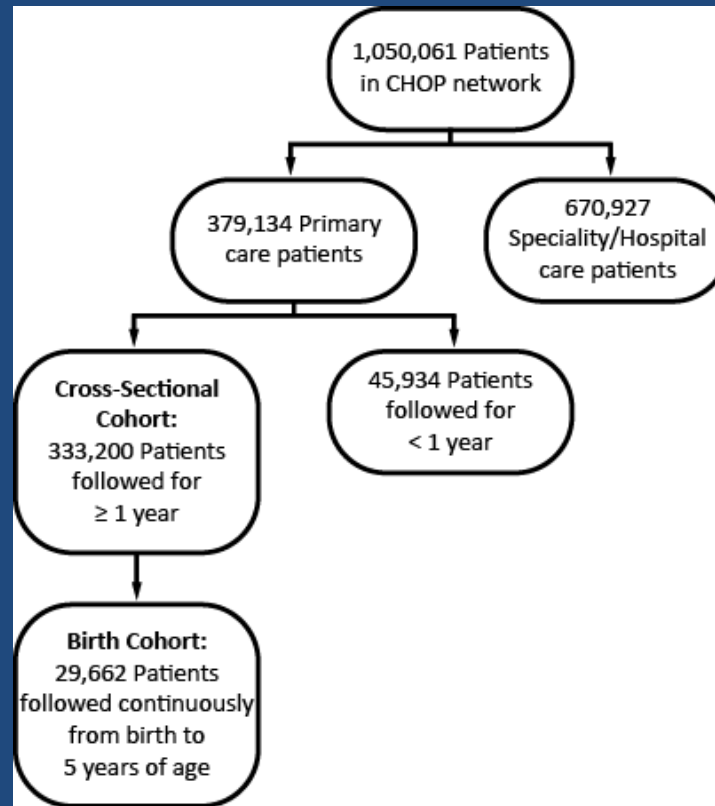 1,050,061 Patients
in CHOP network
379,134 Primary
care patients
670,927
Speciality/Hospital
care patients
Cross-Sectional
Cohort:
333,200 Patients
followed for
≥ 1 year
45,934 Patients
followed for
< 1 year
Birth Cohort:
29,662 Patients
followed continuously
from birth to
5 years of age